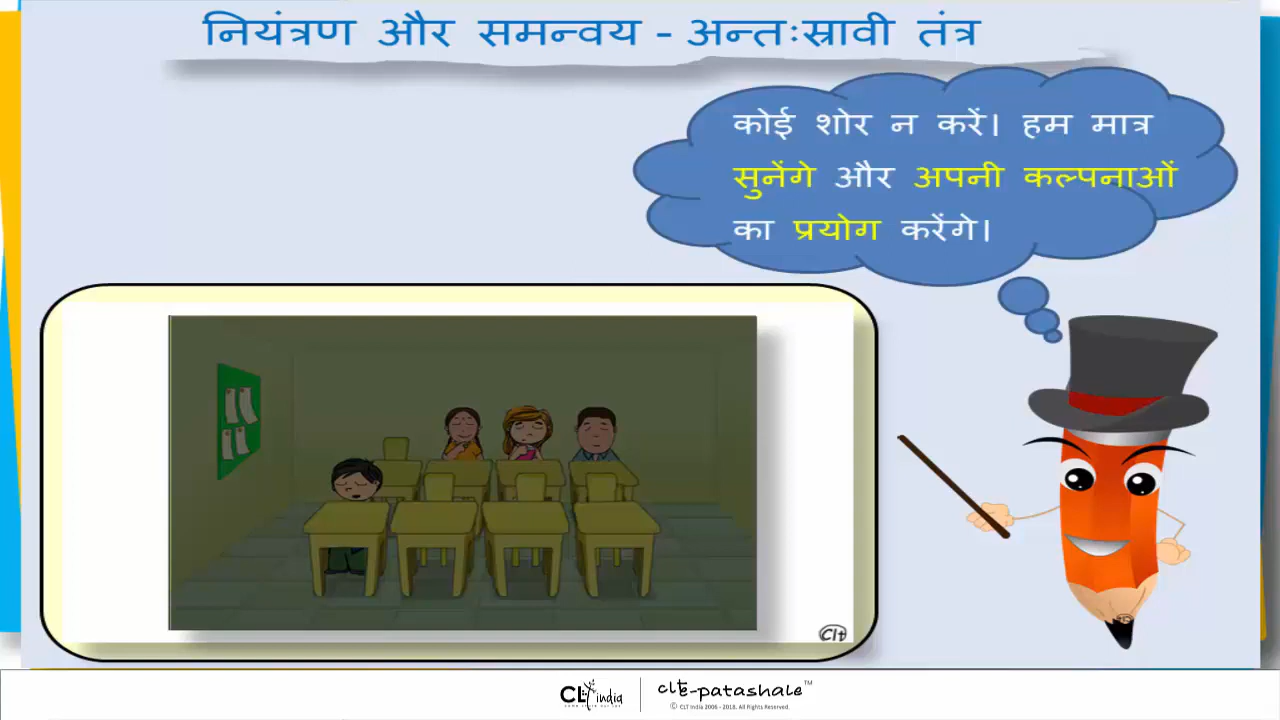 नियंत्रण और समन्वय - अन्तःस्रावी तंत्र
कोई शोर न करें। हम मात्र
सुनेंगे और अपनी कल्पनाओं
का प्रयोग करेंगे।
Clt
CLT india
clt e-patashale™
© CLT India 2006 - 2018. All Rights Reserved.